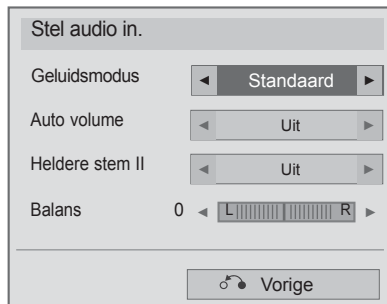 Stel audio in.
Geluidsmodus ◄ Standaard ►
Auto volume ◄ Uit ►
Heldere stem II ◄ Uit ►
Balans 0 ◄ L R ►
Vorige